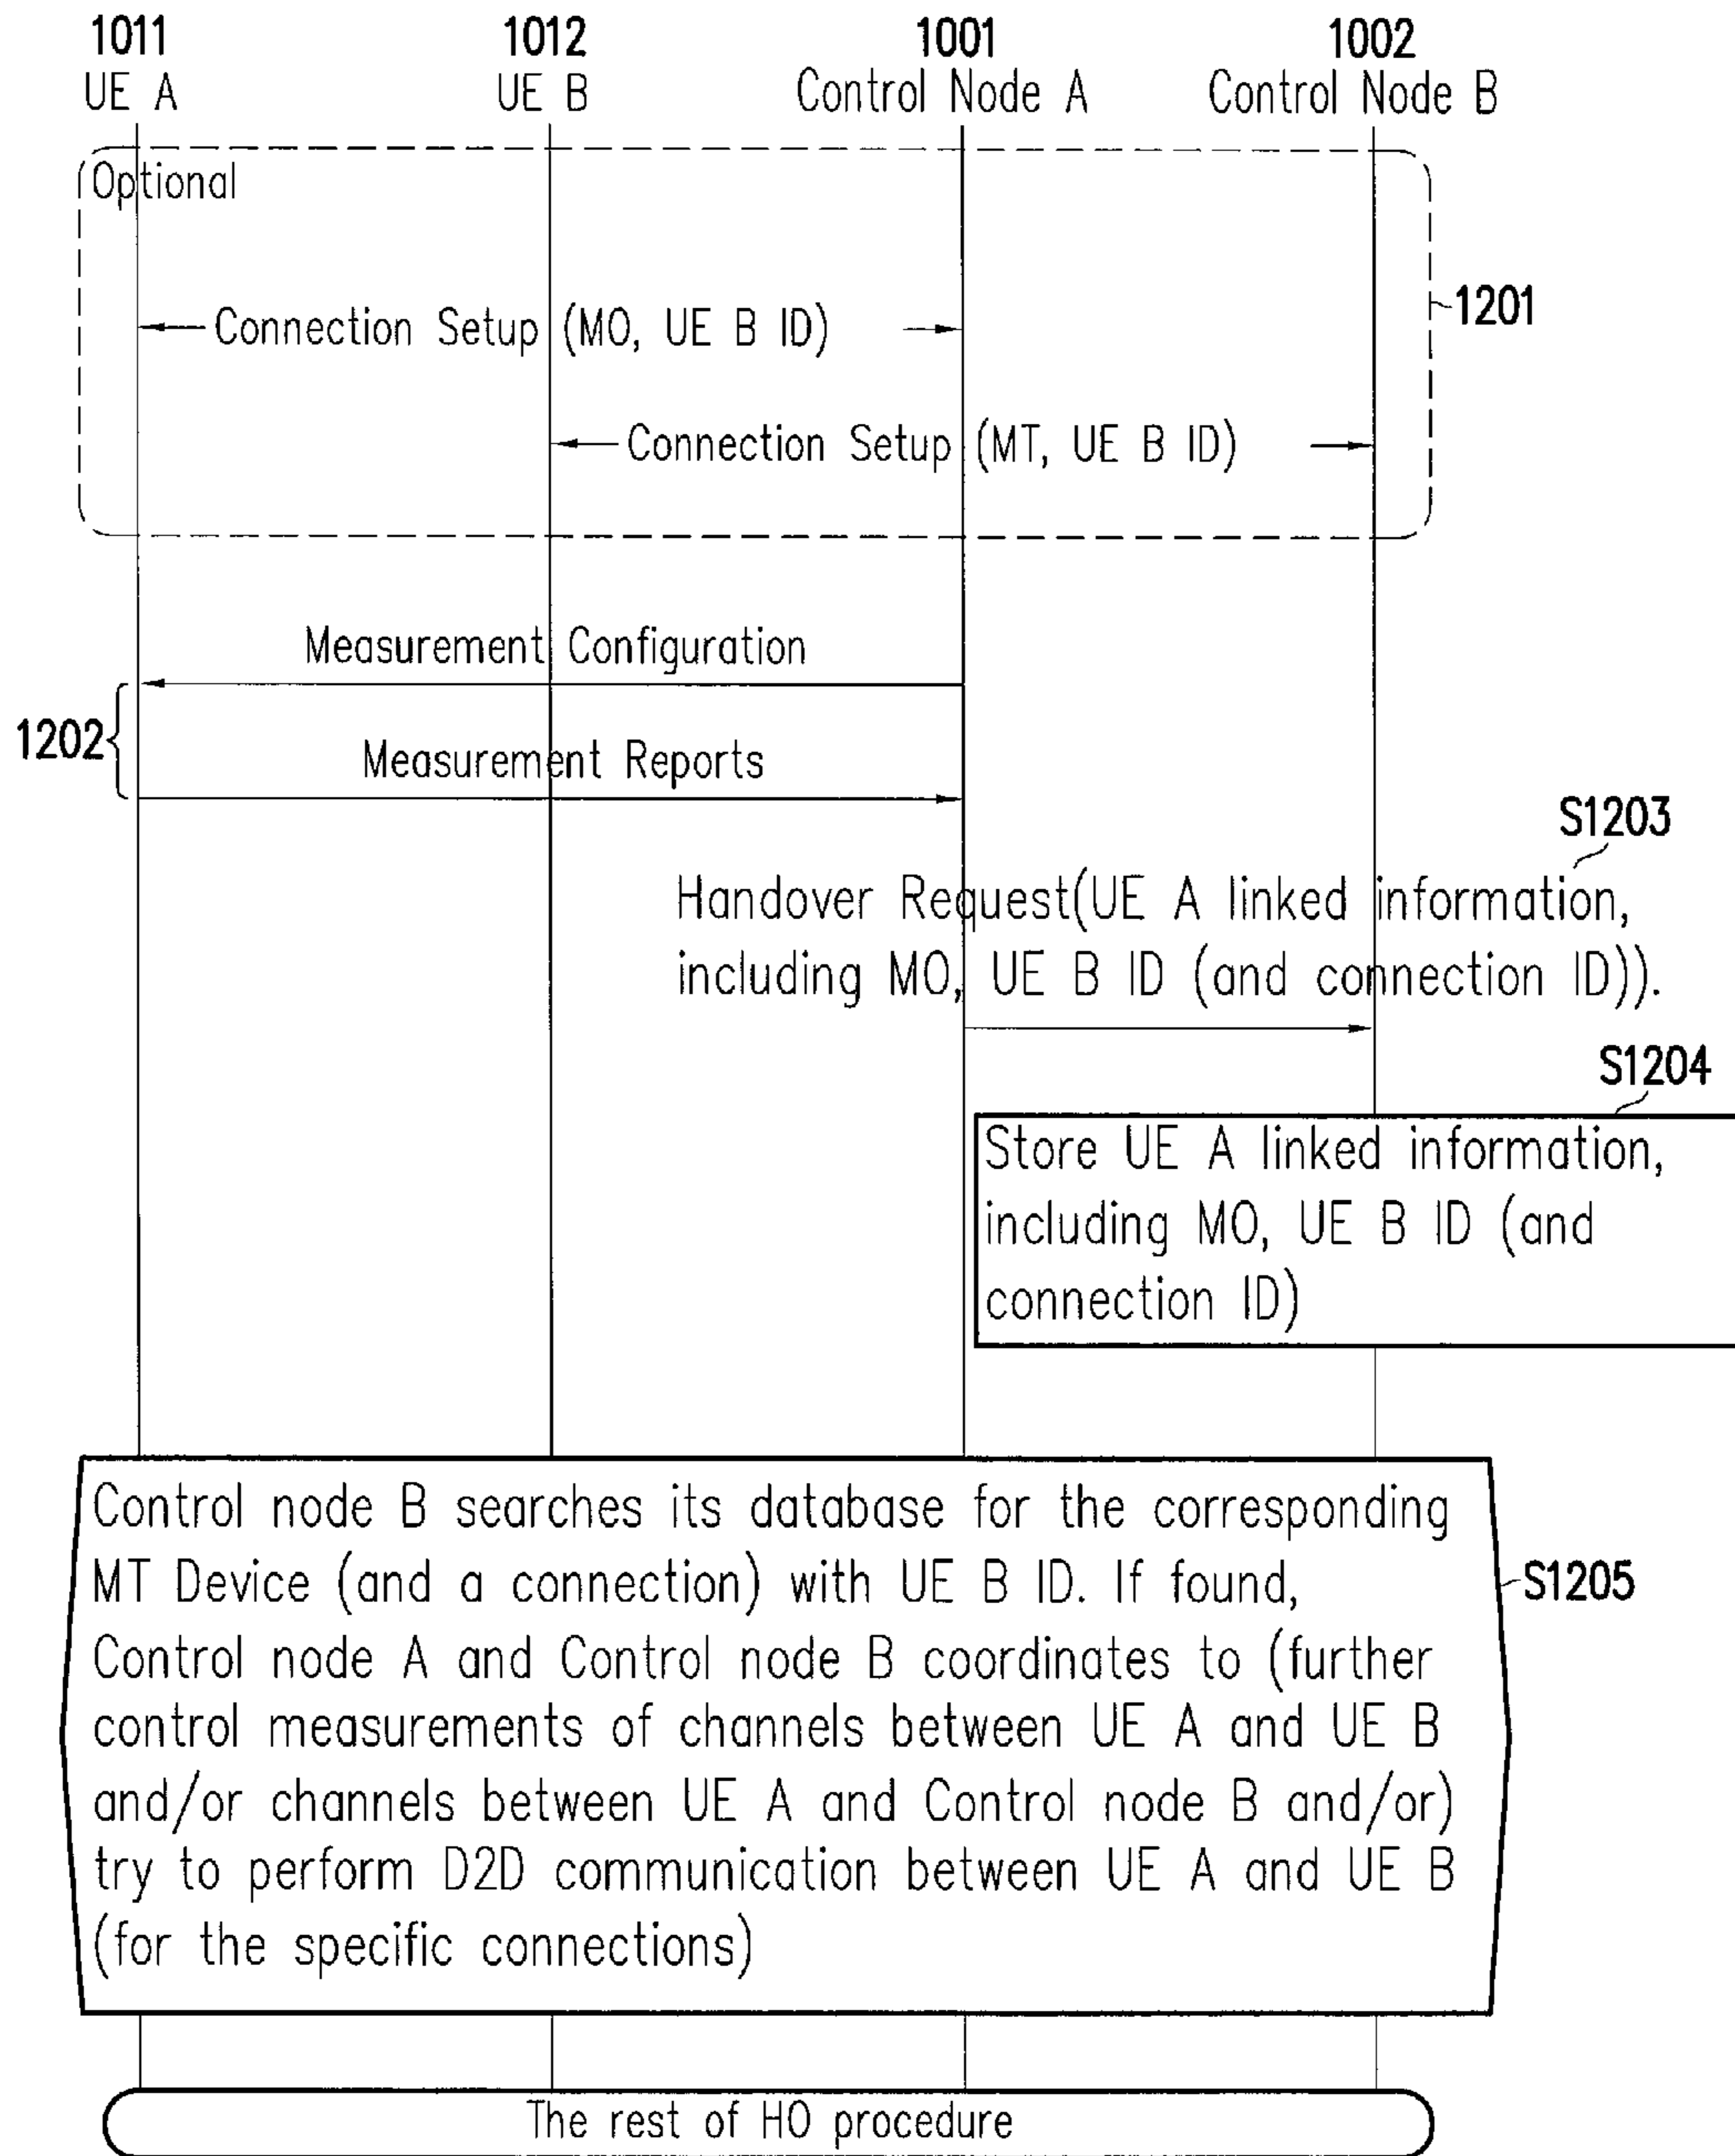 1011 1012 1001 1002
UE A UE B Control Node A Control Node B
Optional
1201
Connection Setup (MO, UE B ID)
Connection Setup (MT, UE B ID)
Measurement Configuration
1202
Measurement Reports
S1203
Handover Request(UE A linked information,
including MO, UE B ID (and connection ID)).
S1204
Store UE A linked information,
including MO, UE B ID (and
connection ID)
Control node B searches its database for the corresponding
MT Device (and a connection) with UE B ID. If found,
S1205
Control node A and Control node B coordinates to (further
control measurements of channels between UE A and UE B
and/or channels between UE A and Control node B and/or)
try to perform D2D communication between UE A and UE B
(for the specific connections)
The rest of HO procedure